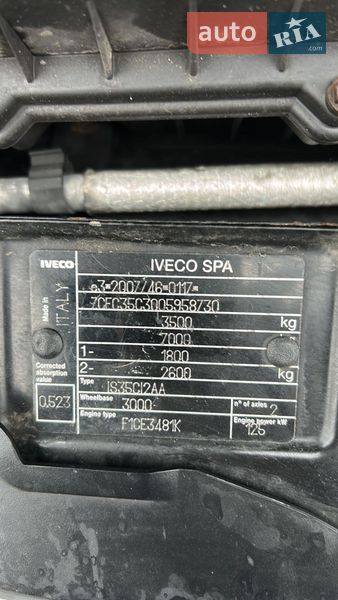 auto RIA
.com
IVECO
IVECO SPA
Made in
ITALY
e3*2007/46*0117*
ZCFC35C3005958730
3500 kg
7000
1- 1800 kg
2- 2600
Corrected absorption value
0.523
Type
IS35CI2AA
Wheelbase
3000
n° of axles
2
Engine type
F1CE3481K
Engine power kW
125